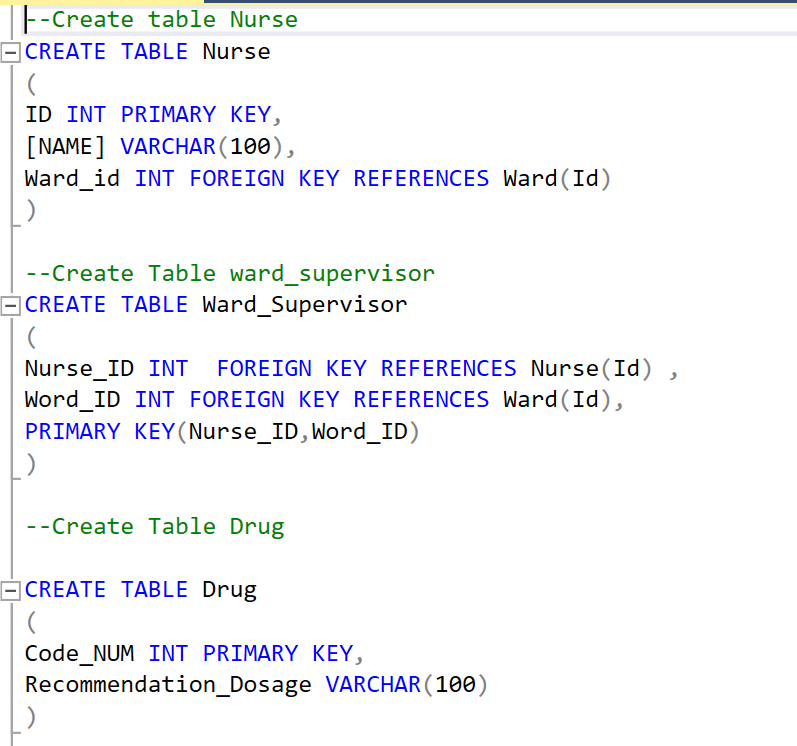 --Create table Nurse
CREATE TABLE Nurse
(
ID INT PRIMARY KEY,
[NAME] VARCHAR(100),
Ward_id INT FOREIGN KEY REFERENCES Ward(Id)
)
--Create Table ward_supervisor
CREATE TABLE Ward_Supervisor
(
Nurse_ID INT  FOREIGN KEY REFERENCES Nurse(Id) ,
Word_ID INT FOREIGN KEY REFERENCES Ward(Id),
PRIMARY KEY(Nurse_ID,Word_ID)
)
--Create Table Drug
CREATE TABLE Drug
(
Code_NUM INT PRIMARY KEY,
Recommendation_Dosage VARCHAR(100)
)